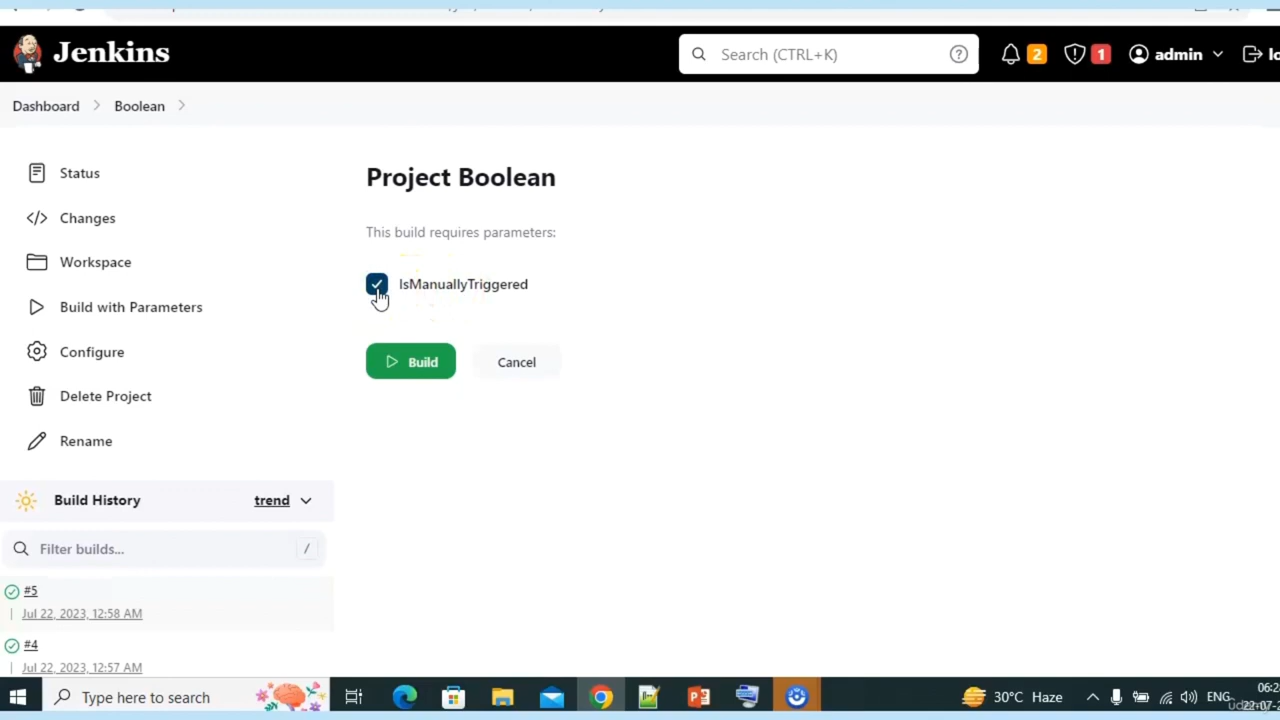 Jenkins
Search (CTRL+K)
2
1
admin
Dashboard
Boolean
Status
Changes
Workspace
Build with Parameters
Configure
Delete Project
Rename
Project Boolean
This build requires parameters:
IsManuallyTriggered
Build
Cancel
Build History
trend
Filter builds...
/
#5
Jul 22, 2023, 12:58 AM
#4
Jul 22, 2023, 12:57 AM
Type here to search
30°C Haze
ENG